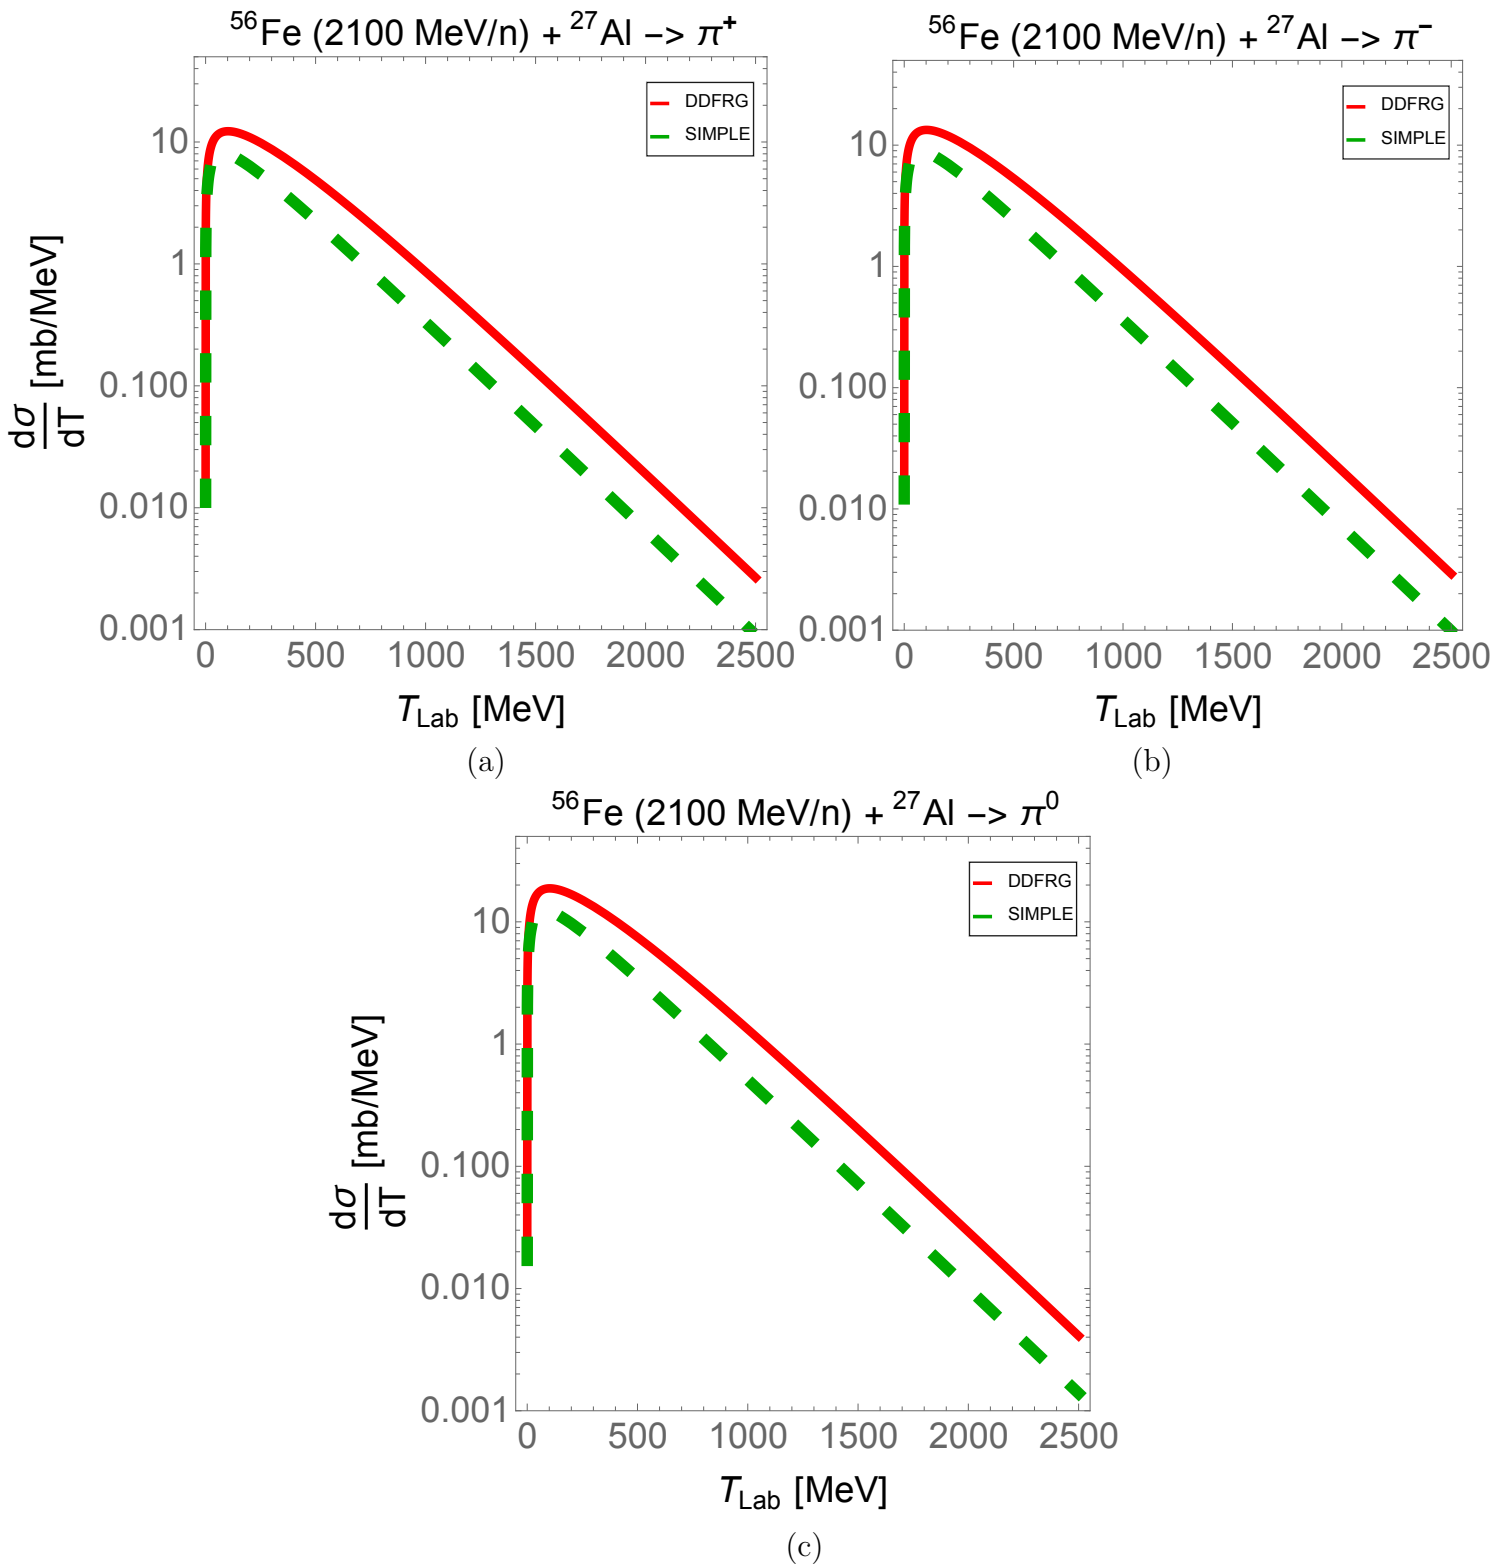 ⁵⁶Fe (2100 MeV/n) + ²⁷Al −> π⁺
DDFRG
SIMPLE
10
1
0.100
0.010
0.001
dσ/dT [mb/MeV]
0 500 1000 1500 2000 2500
T_Lab [MeV]
(a)
⁵⁶Fe (2100 MeV/n) + ²⁷Al −> π⁻
DDFRG
SIMPLE
10
1
0.100
0.010
0.001
0 500 1000 1500 2000 2500
T_Lab [MeV]
(b)
⁵⁶Fe (2100 MeV/n) + ²⁷Al −> π⁰
DDFRG
SIMPLE
10
1
0.100
0.010
0.001
dσ/dT [mb/MeV]
0 500 1000 1500 2000 2500
T_Lab [MeV]
(c)